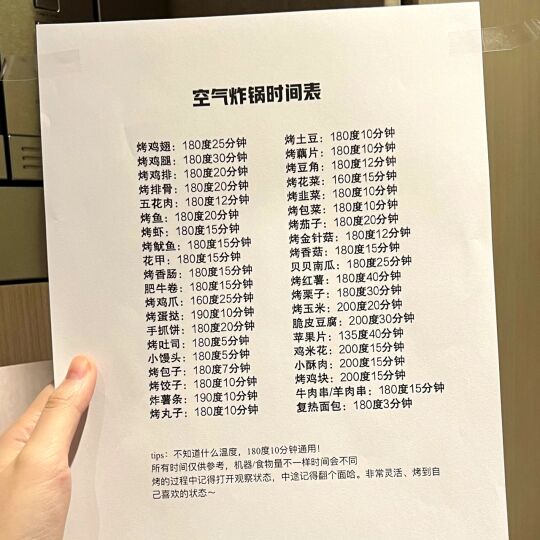 空气炸锅时间表
烤鸡翅：180度25分钟
烤鸡腿：180度30分钟
烤鸡排：180度15分钟
烤排骨：180度20分钟
五花肉：180度12分钟
烤鱼：180度20分钟
烤虾：180度15分钟
烤鱿鱼：180度15分钟
花甲：180度15分钟
烤香肠：180度15分钟
肥牛卷：180度15分钟
烤鸡爪：160度25分钟
烤蛋挞：190度10分钟
手抓饼：180度20分钟
烤吐司：180度5分钟
小馒头：180度5分钟
烤包子：180度7分钟
烤饺子：180度10分钟
炸薯条：190度10分钟
烤丸子：180度10分钟
烤土豆：180度10分钟
烤藕片：180度10分钟
烤豆角：180度12分钟
烤花菜：160度15分钟
烤韭菜：180度10分钟
烤包菜：180度10分钟
烤茄子：180度20分钟
烤金针菇：180度12分钟
烤香菇：180度15分钟
贝贝南瓜：180度25分钟
烤红薯：180度40分钟
烤栗子：180度30分钟
烤玉米：200度20分钟
脆皮豆腐：200度30分钟
苹果片：135度40分钟
鸡米花：200度15分钟
小酥肉：200度15分钟
烤鸡块：200度15分钟
牛肉串/羊肉串：180度15分钟
复热面包：180度3分钟
tips：不知道什么温度，180度10分钟通用！
所有时间仅供参考，机器/食物量不一样时间会不同
烤的过程中记得打开观察状态，中途记得翻个面哈。非常灵活、烤到自
己喜欢的状态～